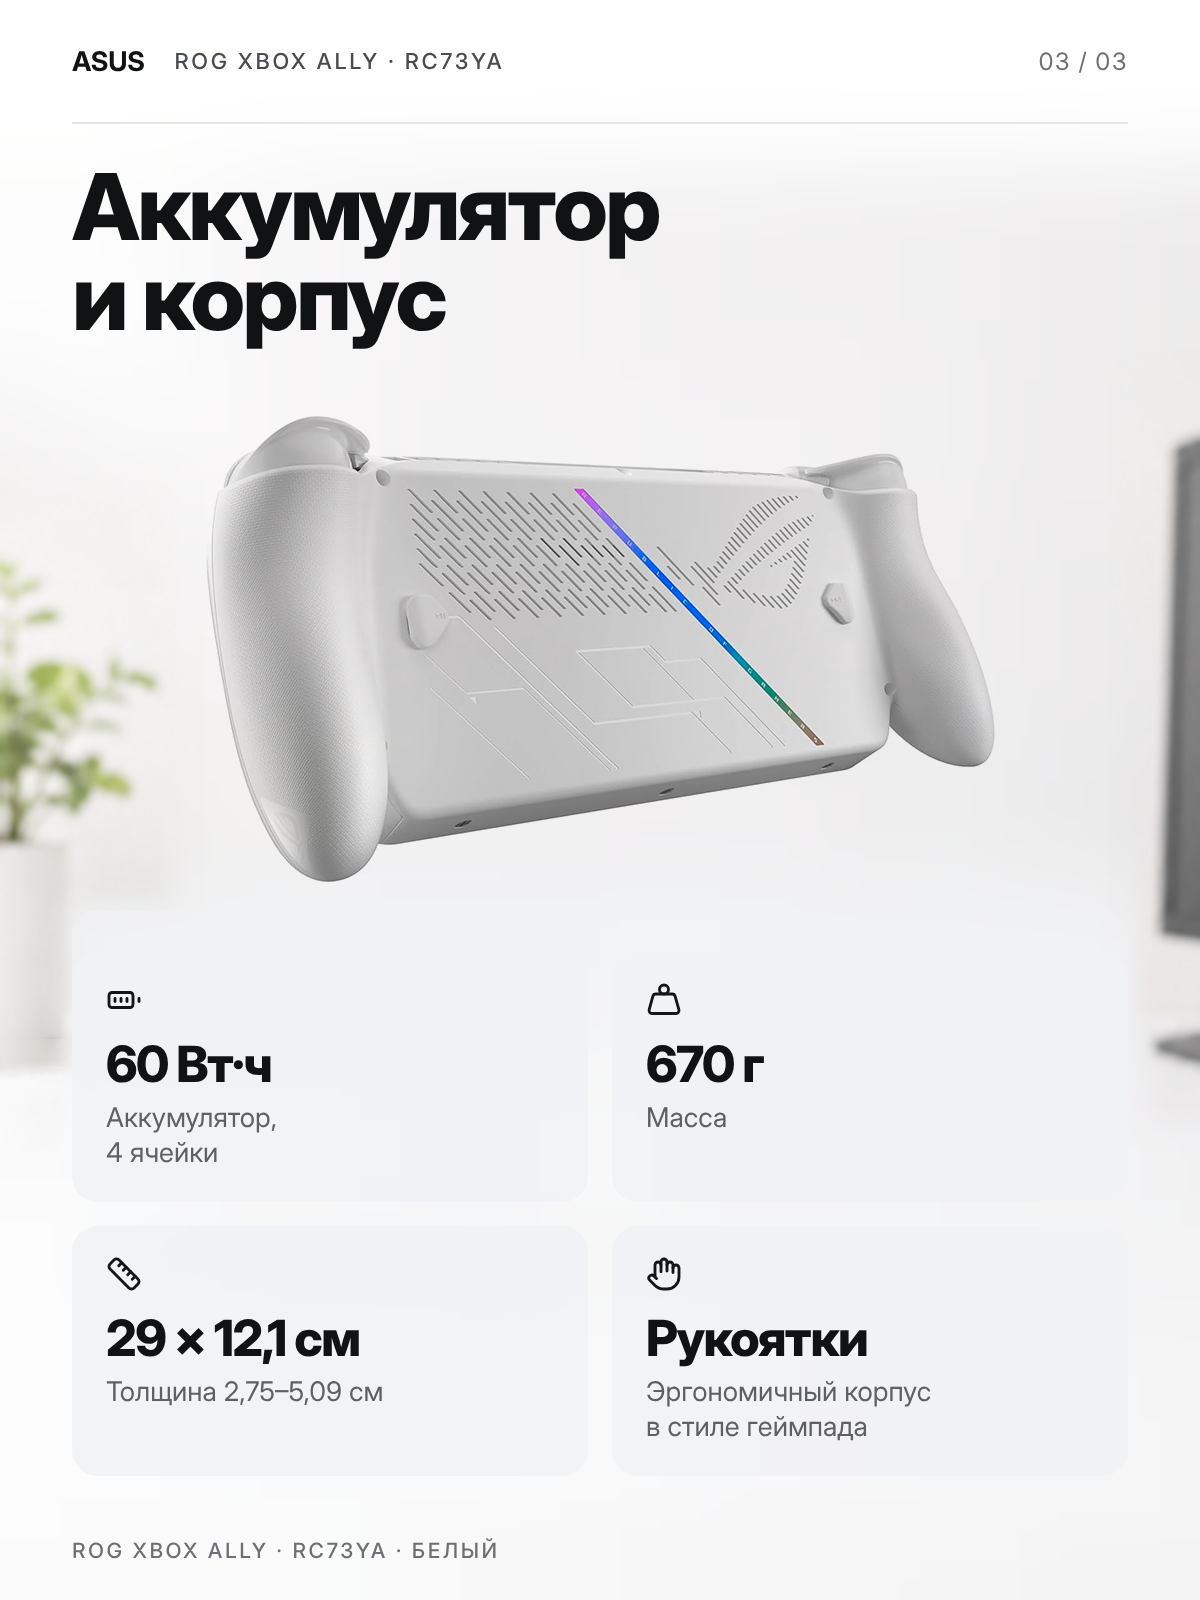 ASUS ROG XBOX ALLY · RC73YA 03 / 03
Аккумулятор
и корпус
60 Вт·ч
Аккумулятор,
4 ячейки
670 г
Масса
29 × 12,1 см
Толщина 2,75–5,09 см
Рукоятки
Эргономичный корпус
в стиле геймпада
ROG XBOX ALLY · RC73YA · БЕЛЫЙ